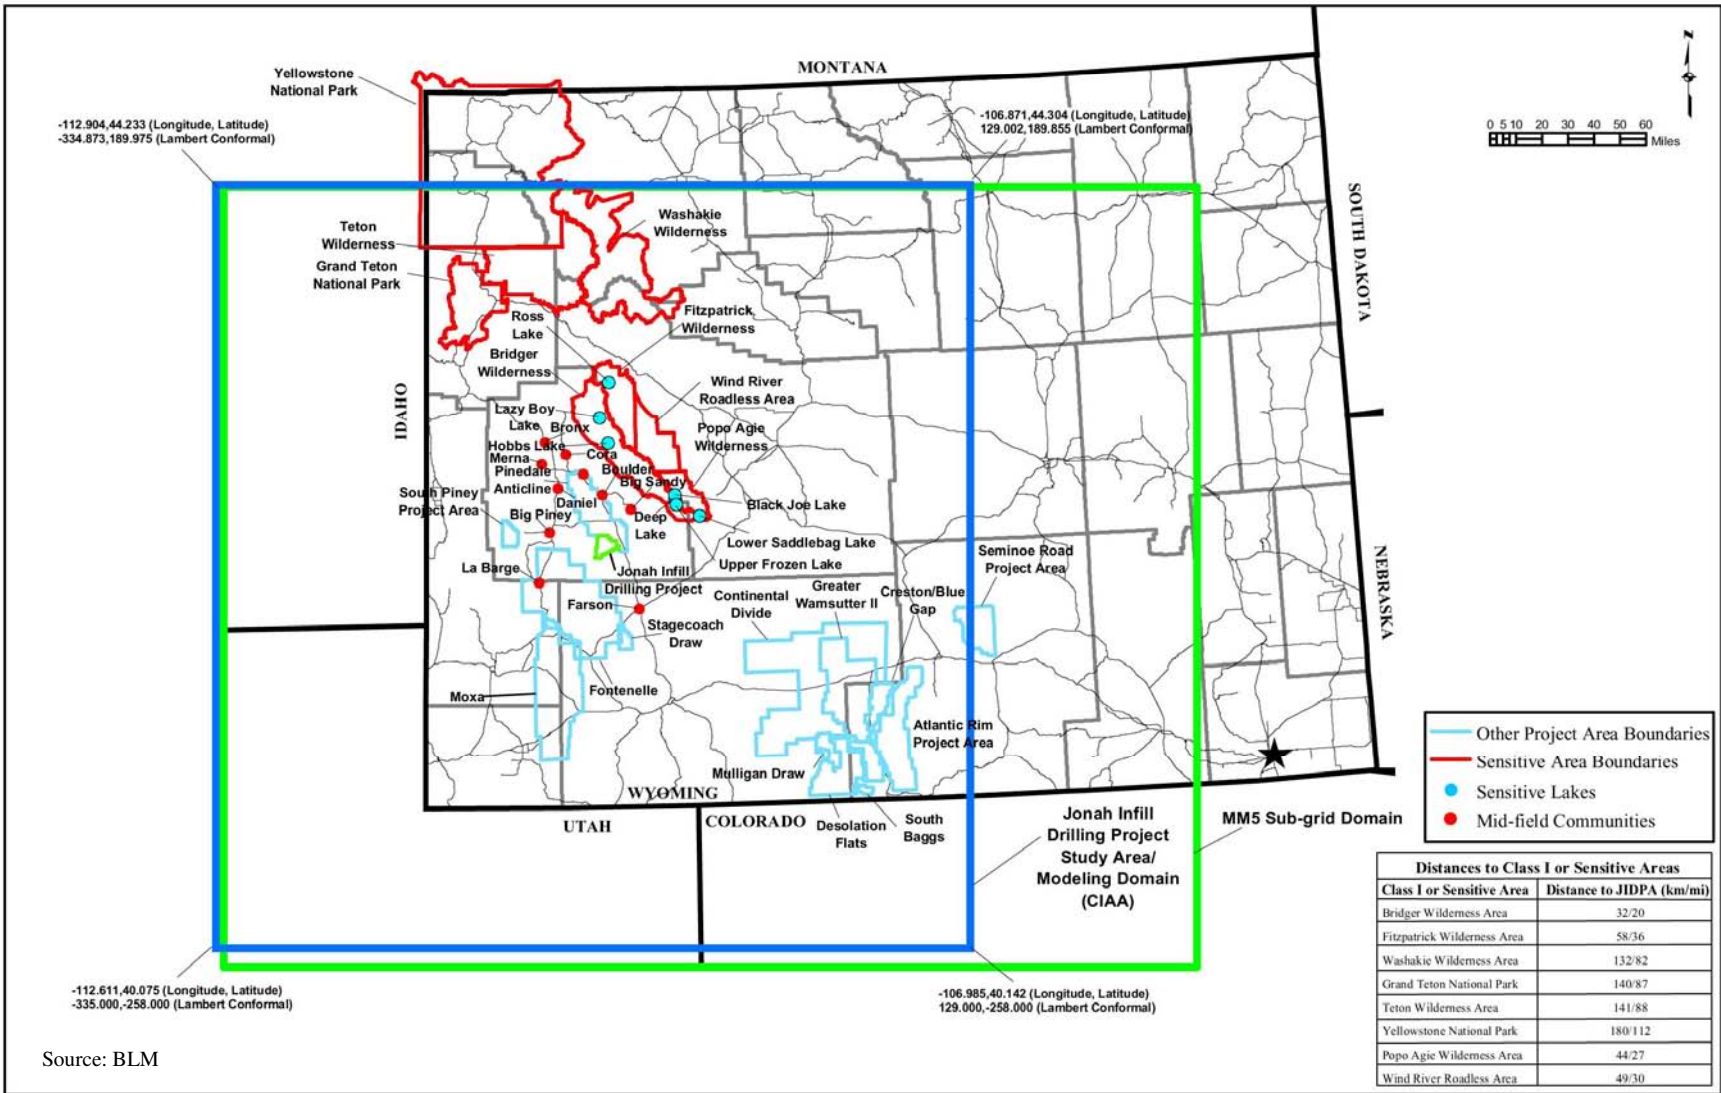 MONTANA
Yellowstone
National Park
N
-112.904,44.233 (Longitude, Latitude)
-334.873,189.975 (Lambert Conformal)
-106.871,44.304 (Longitude, Latitude)
129.002,189.855 (Lambert Conformal)
0 5 10 20 30 40 50 60
Miles
SOUTH DAKOTA
Teton
Wilderness
Washakie
Wilderness
Grand Teton
National Park
Ross
Lake
Fitzpatrick
Wilderness
Bridger
Wilderness
IDAHO
Wind River
Roadless Area
Lazy Boy
Lake
Bronx
Popo Agie
Wilderness
Hobbs Lake
Cora
Merna
Pinedale
Boulder
Anticline
Big Sandy
South Piney
Project Area
Daniel
Black Joe Lake
Big Piney
Deep
Lake
Lower Saddlebag Lake
Seminoe Road
Project Area
NEBRASKA
La Barge
Jonah Infill
Drilling Project
Upper Frozen Lake
Continental
Divide
Greater
Wamsutter II
Creston/Blue
Gap
Farson
Stagecoach
Draw
Moxa
Fontenelle
Atlantic Rim
Project Area
Mulligan Draw
WYOMING
UTAH
COLORADO
Desolation
Flats
South
Baggs
Jonah Infill
Drilling Project
Study Area/
Modeling Domain
(CIAA)
MM5 Sub-grid Domain
Other Project Area Boundaries
Sensitive Area Boundaries
Sensitive Lakes
Mid-field Communities
Distances to Class I or Sensitive Areas
Class I or Sensitive Area Distance to JIDPA (km/mi)
Bridger Wilderness Area 32/20
Fitzpatrick Wilderness Area 58/36
Washakie Wilderness Area 132/82
Grand Teton National Park 140/87
Teton Wilderness Area 141/88
Yellowstone National Park 180/112
Popo Agie Wilderness Area 44/27
Wind River Roadless Area 49/30
-112.611,40.075 (Longitude, Latitude)
-335.000,-258.000 (Lambert Conformal)
-106.985,40.142 (Longitude, Latitude)
129.000,-258.000 (Lambert Conformal)
Source: BLM